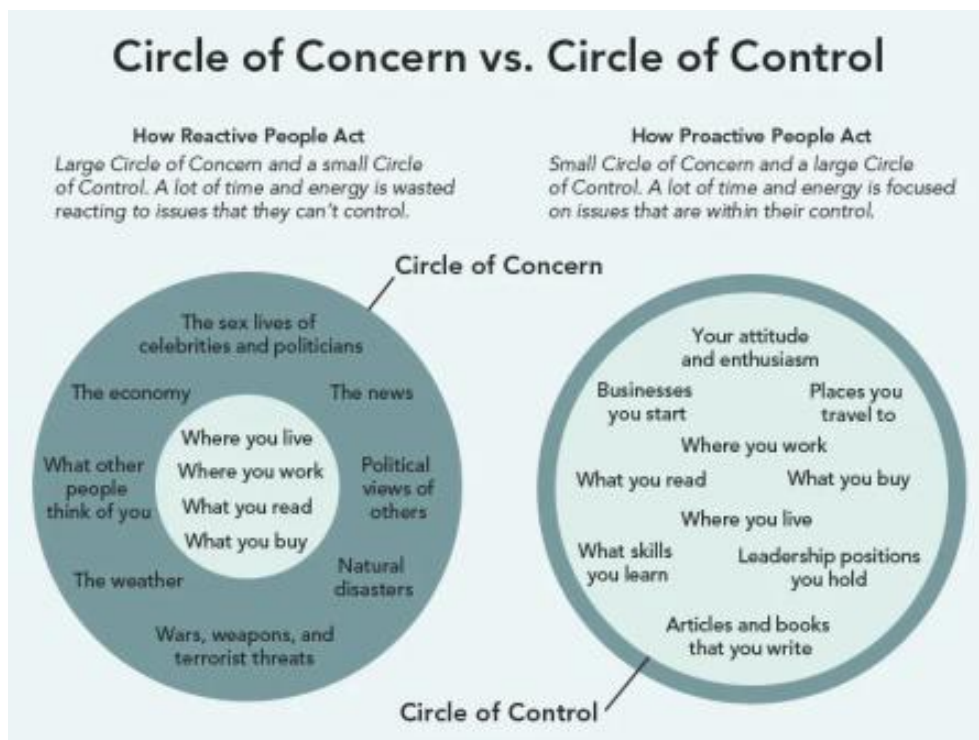 Circle of Concern vs. Circle of Control
How Reactive People Act
Large Circle of Concern and a small Circle
of Control. A lot of time and energy is wasted
reacting to issues that they can't control.
How Proactive People Act
Small Circle of Concern and a large Circle
of Control. A lot of time and energy is focused
on issues that are within their control.
Circle of Concern
The sex lives of
celebrities and politicians
The economy
The news
What other
people
think of you
Political
views of
others
The weather
Natural
disasters
Wars, weapons, and
terrorist threats
Where you live
Where you work
What you read
What you buy
Your attitude
and enthusiasm
Businesses
you start
Places you
travel to
Where you work
What you read
What you buy
Where you live
What skills
you learn
Leadership positions
you hold
Articles and books
that you write
Circle of Control